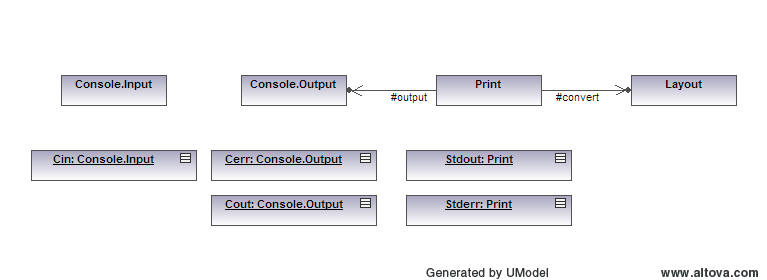 Console.Input
Console.Output
Print
Layout
#output
#convert
Cin: Console.Input
Cerr: Console.Output
Stdout: Print
Cout: Console.Output
Stderr: Print
Generated by UModel
www.altova.com